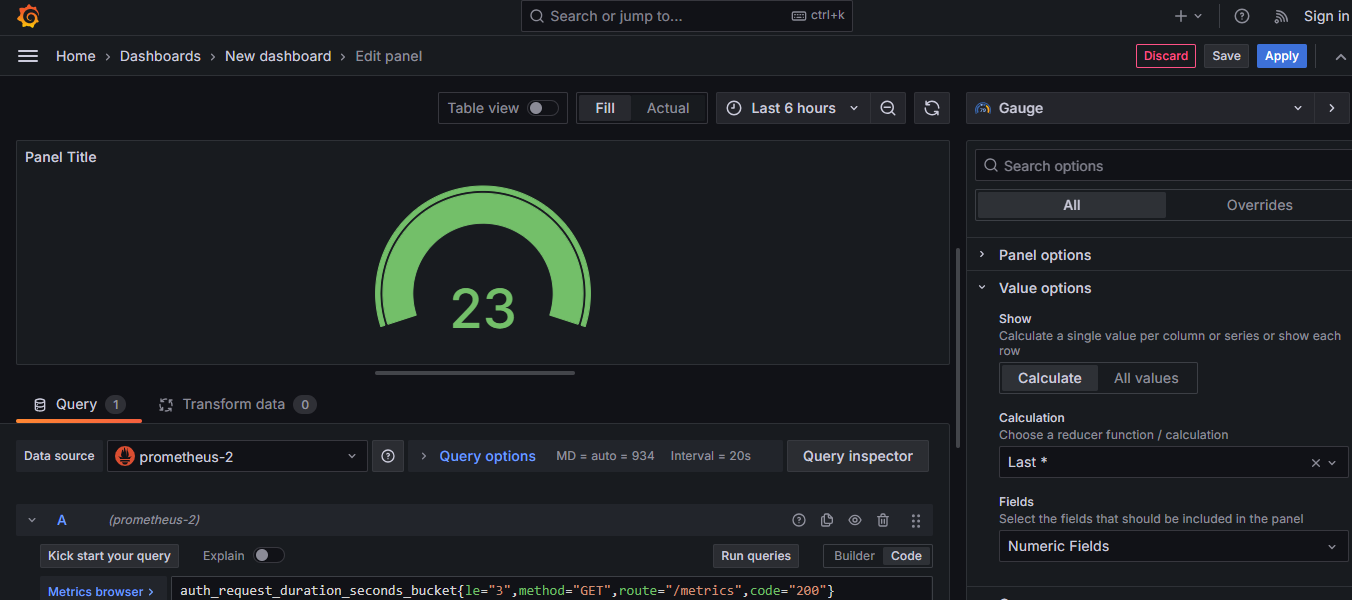 Search or jump to...
ctrl+k
Sign in
Home › Dashboards › New dashboard › Edit panel
Discard
Save
Apply
Table view
Fill
Actual
Last 6 hours
Gauge
Panel Title
23
Search options
All
Overrides
Panel options
Value options
Show
Calculate a single value per column or series or show each
row
Calculate
All values
Calculation
Choose a reducer function / calculation
Last *
Fields
Select the fields that should be included in the panel
Numeric Fields
Query 1
Transform data 0
Data source
prometheus-2
Query options
MD = auto = 934
Interval = 20s
Query inspector
A
(prometheus-2)
Kick start your query
Explain
Run queries
Builder
Code
Metrics browser >
auth_request_duration_seconds_bucket{le="3",method="GET",route="/metrics",code="200"}